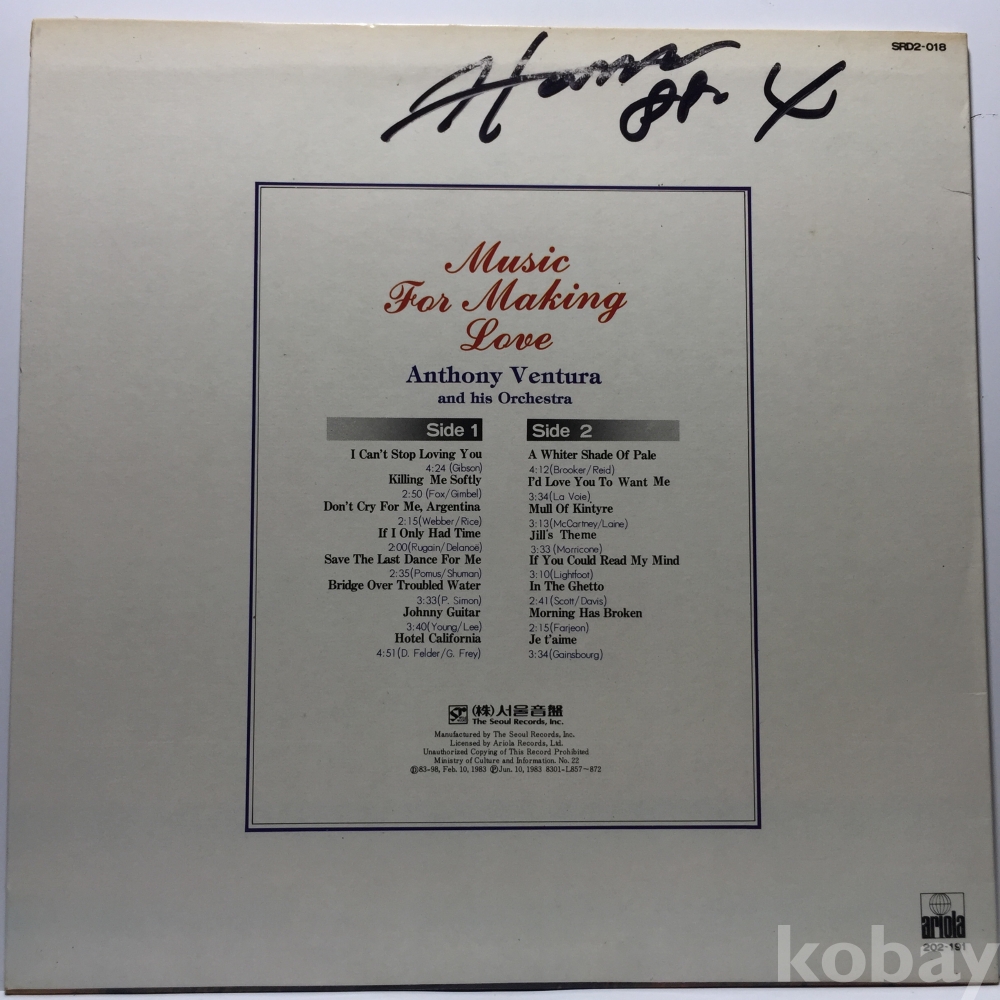 SRD2-018
Music
For Making
Love
Anthony Ventura
and his Orchestra
Side 1
I Can't Stop Loving You
4:24 (Gibson)
Killing Me Softly
2:50 (Fox/Gimbel)
Don't Cry For Me, Argentina
2:15(Webber/Rice)
If I Only Had Time
2:00(Rugain/Delanoë)
Save The Last Dance For Me
2:35(Pomus/Shuman)
Bridge Over Troubled Water
3:33(P. Simon)
Johnny Guitar
3:40(Young/Lee)
Hotel California
4:51(D. Felder/G. Frey)
Side 2
A Whiter Shade Of Pale
4:12(Brooker/Reid)
I'd Love You To Want Me
3:34(La Voie)
Mull Of Kintyre
3:13(McCartney/Laine)
Jill's Theme
3:33 (Morricone)
If You Could Read My Mind
3:10(Lightfoot)
In The Ghetto
2:41(Scott/Davis)
Morning Has Broken
2:15(Farjeon)
Je t'aime
3:34(Gainsbourg)
(株)서울音盤
The Seoul Records, Inc.
Manufactured by The Seoul Records, Inc.
Licensed by Ariola Records, Ltd.
Unauthorized Copying of This Record Prohibited
Ministry of Culture and Information. No. 22
Ⓓ83-98, Feb. 10, 1983 ⓅJun. 10, 1983 8301-L857~872
ariola
202-191
kobay